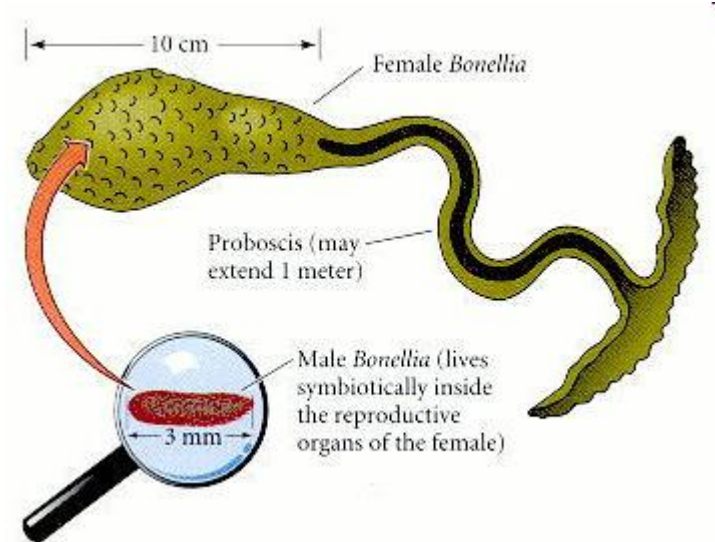 10 cm
Female Bonellia
Proboscis (may
extend 1 meter)
Male Bonellia (lives
symbiotically inside
the reproductive
organs of the female)
3 mm